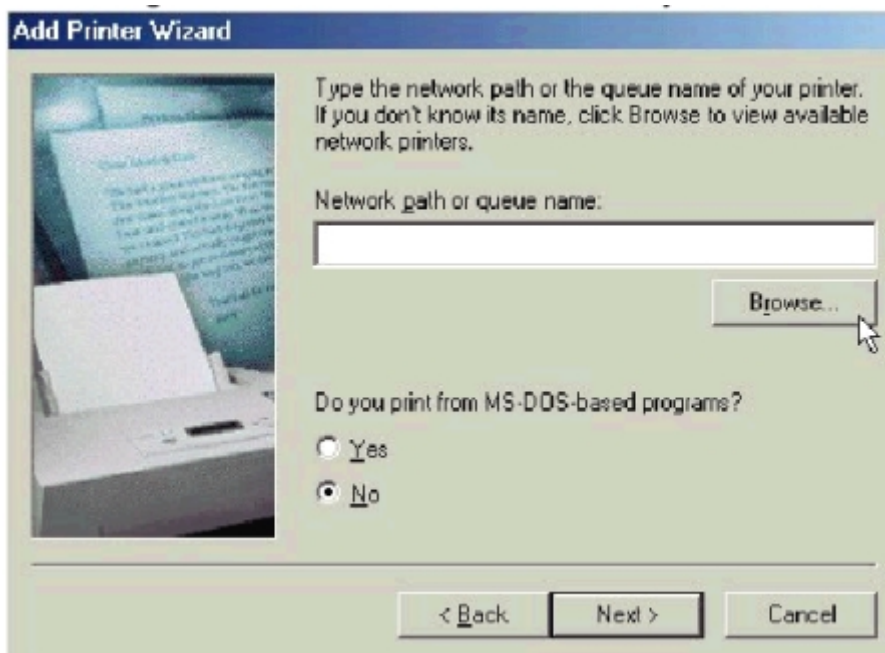 Add Printer Wizard
Type the network path or the queue name of your printer.
If you don't know its name, click Browse to view available
network printers.
Network path or queue name:
Browse...
Do you print from MS-DOS-based programs?
Yes
No
< Back
Next >
Cancel